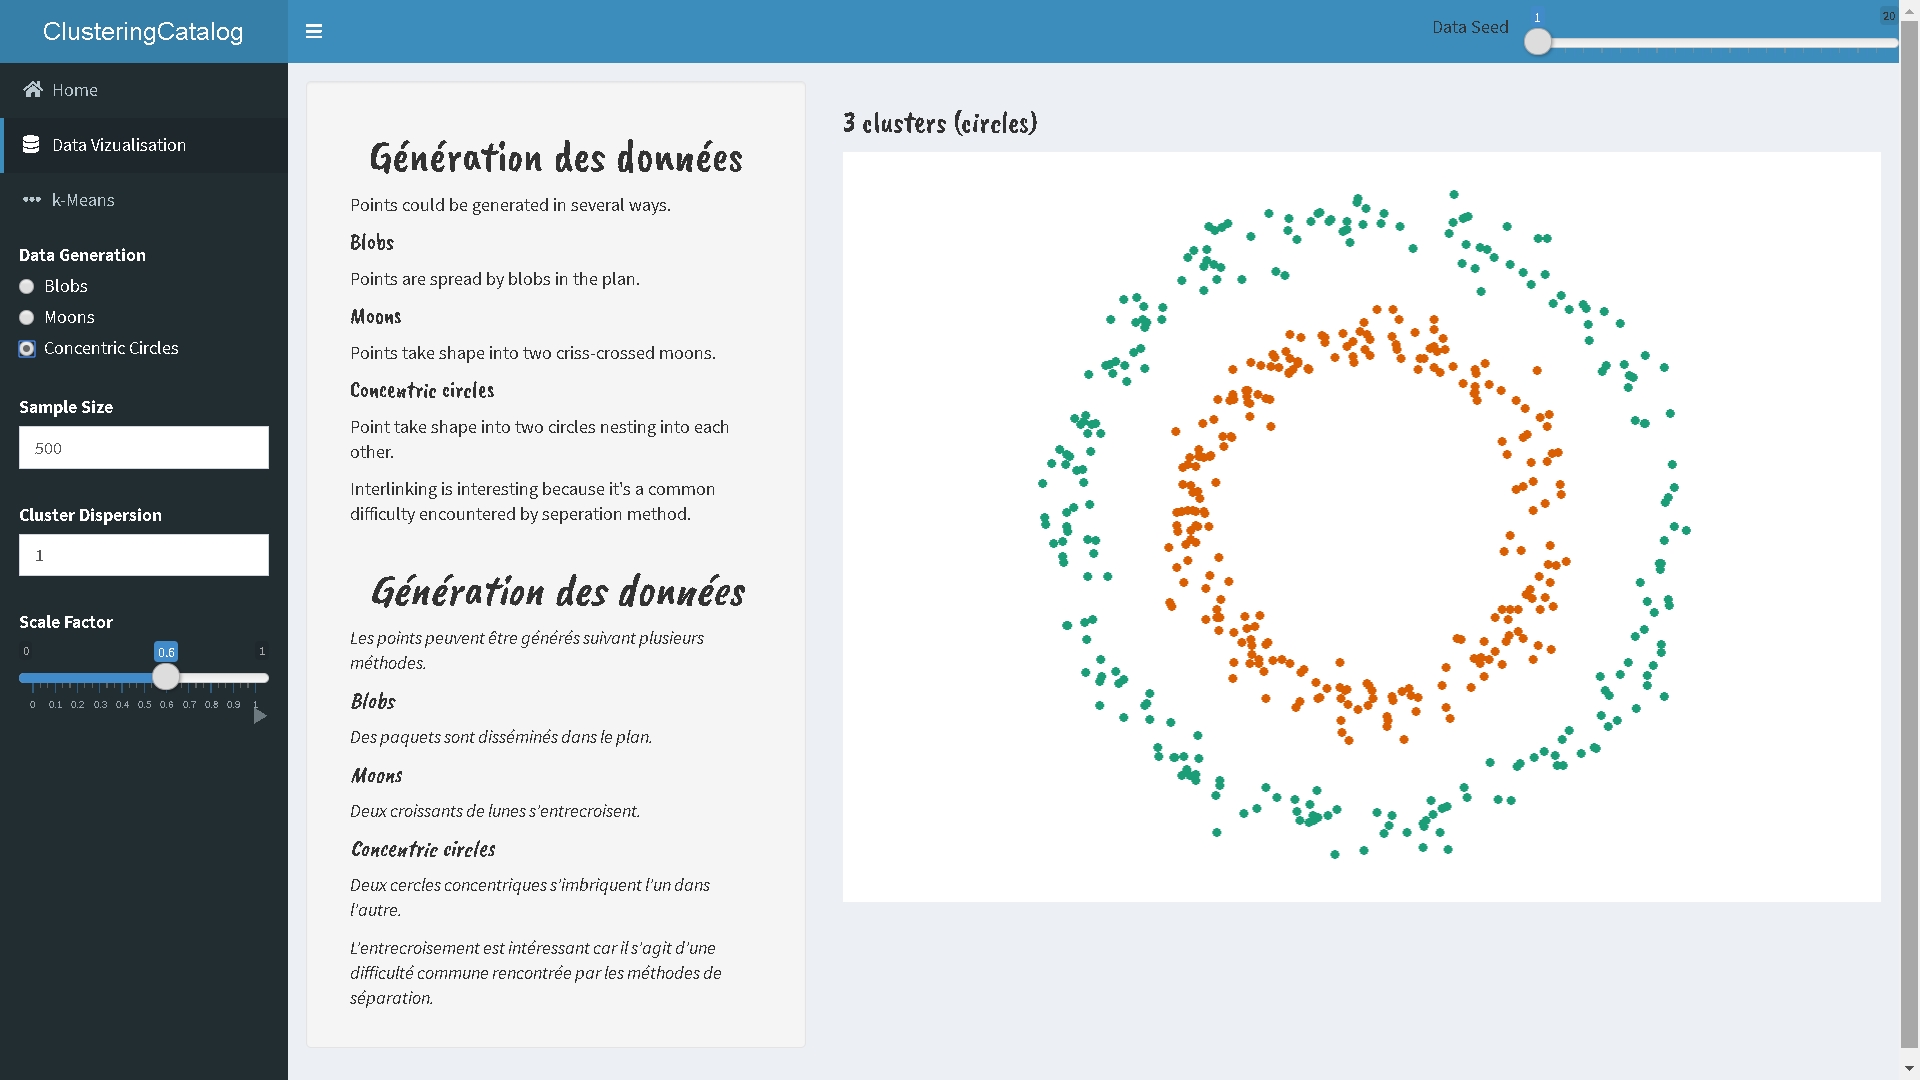 ClusteringCatalog
Data Seed
1
20
Home
Data Vizualisation
k-Means
Data Generation
Blobs
Moons
Concentric Circles
Sample Size
500
Cluster Dispersion
1
Scale Factor
0
0.6
1
0 0.1 0.2 0.3 0.4 0.5 0.6 0.7 0.8 0.9 1
Génération des données
Points could be generated in several ways.
Blobs
Points are spread by blobs in the plan.
Moons
Points take shape into two criss-crossed moons.
Concentric circles
Point take shape into two circles nesting into each
other.
Interlinking is interesting because it's a common
difficulty encountered by seperation method.
Génération des données
Les points peuvent être générés suivant plusieurs
méthodes.
Blobs
Des paquets sont disséminés dans le plan.
Moons
Deux croissants de lunes s'entrecroisent.
Concentric circles
Deux cercles concentriques s'imbriquent l'un dans
l'autre.
L'entrecroisement est intéressant car il s'agit d'une
difficulté commune rencontrée par les méthodes de
séparation.
3 clusters (circles)